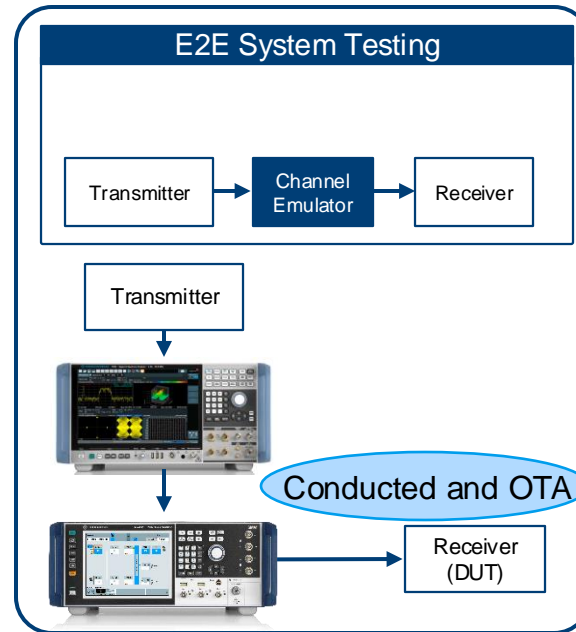 E2E System Testing
Transmitter
Channel
Emulator
Receiver
Transmitter
Conducted and OTA
Receiver
(DUT)